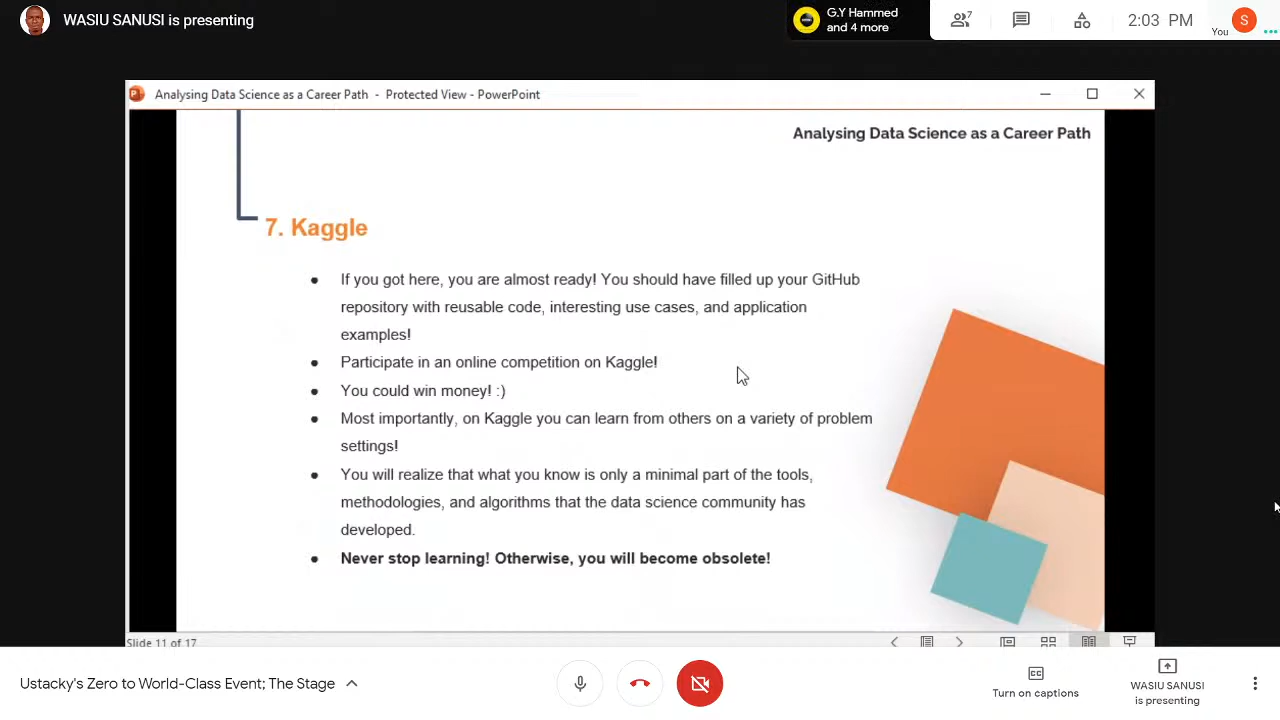 WASIU SANUSI is presenting
G.Y Hammed
and 4 more
7
2:03 PM
You
S
Analysing Data Science as a Career Path - Protected View - PowerPoint
Analysing Data Science as a Career Path
7. Kaggle
● If you got here, you are almost ready! You should have filled up your GitHub
repository with reusable code, interesting use cases, and application
examples!
● Participate in an online competition on Kaggle!
● You could win money! :)
● Most importantly, on Kaggle you can learn from others on a variety of problem
settings!
● You will realize that what you know is only a minimal part of the tools,
methodologies, and algorithms that the data science community has
developed.
● Never stop learning! Otherwise, you will become obsolete!
Slide 11 of 17
Ustacky's Zero to World-Class Event; The Stage
Turn on captions
WASIU SANUSI
is presenting